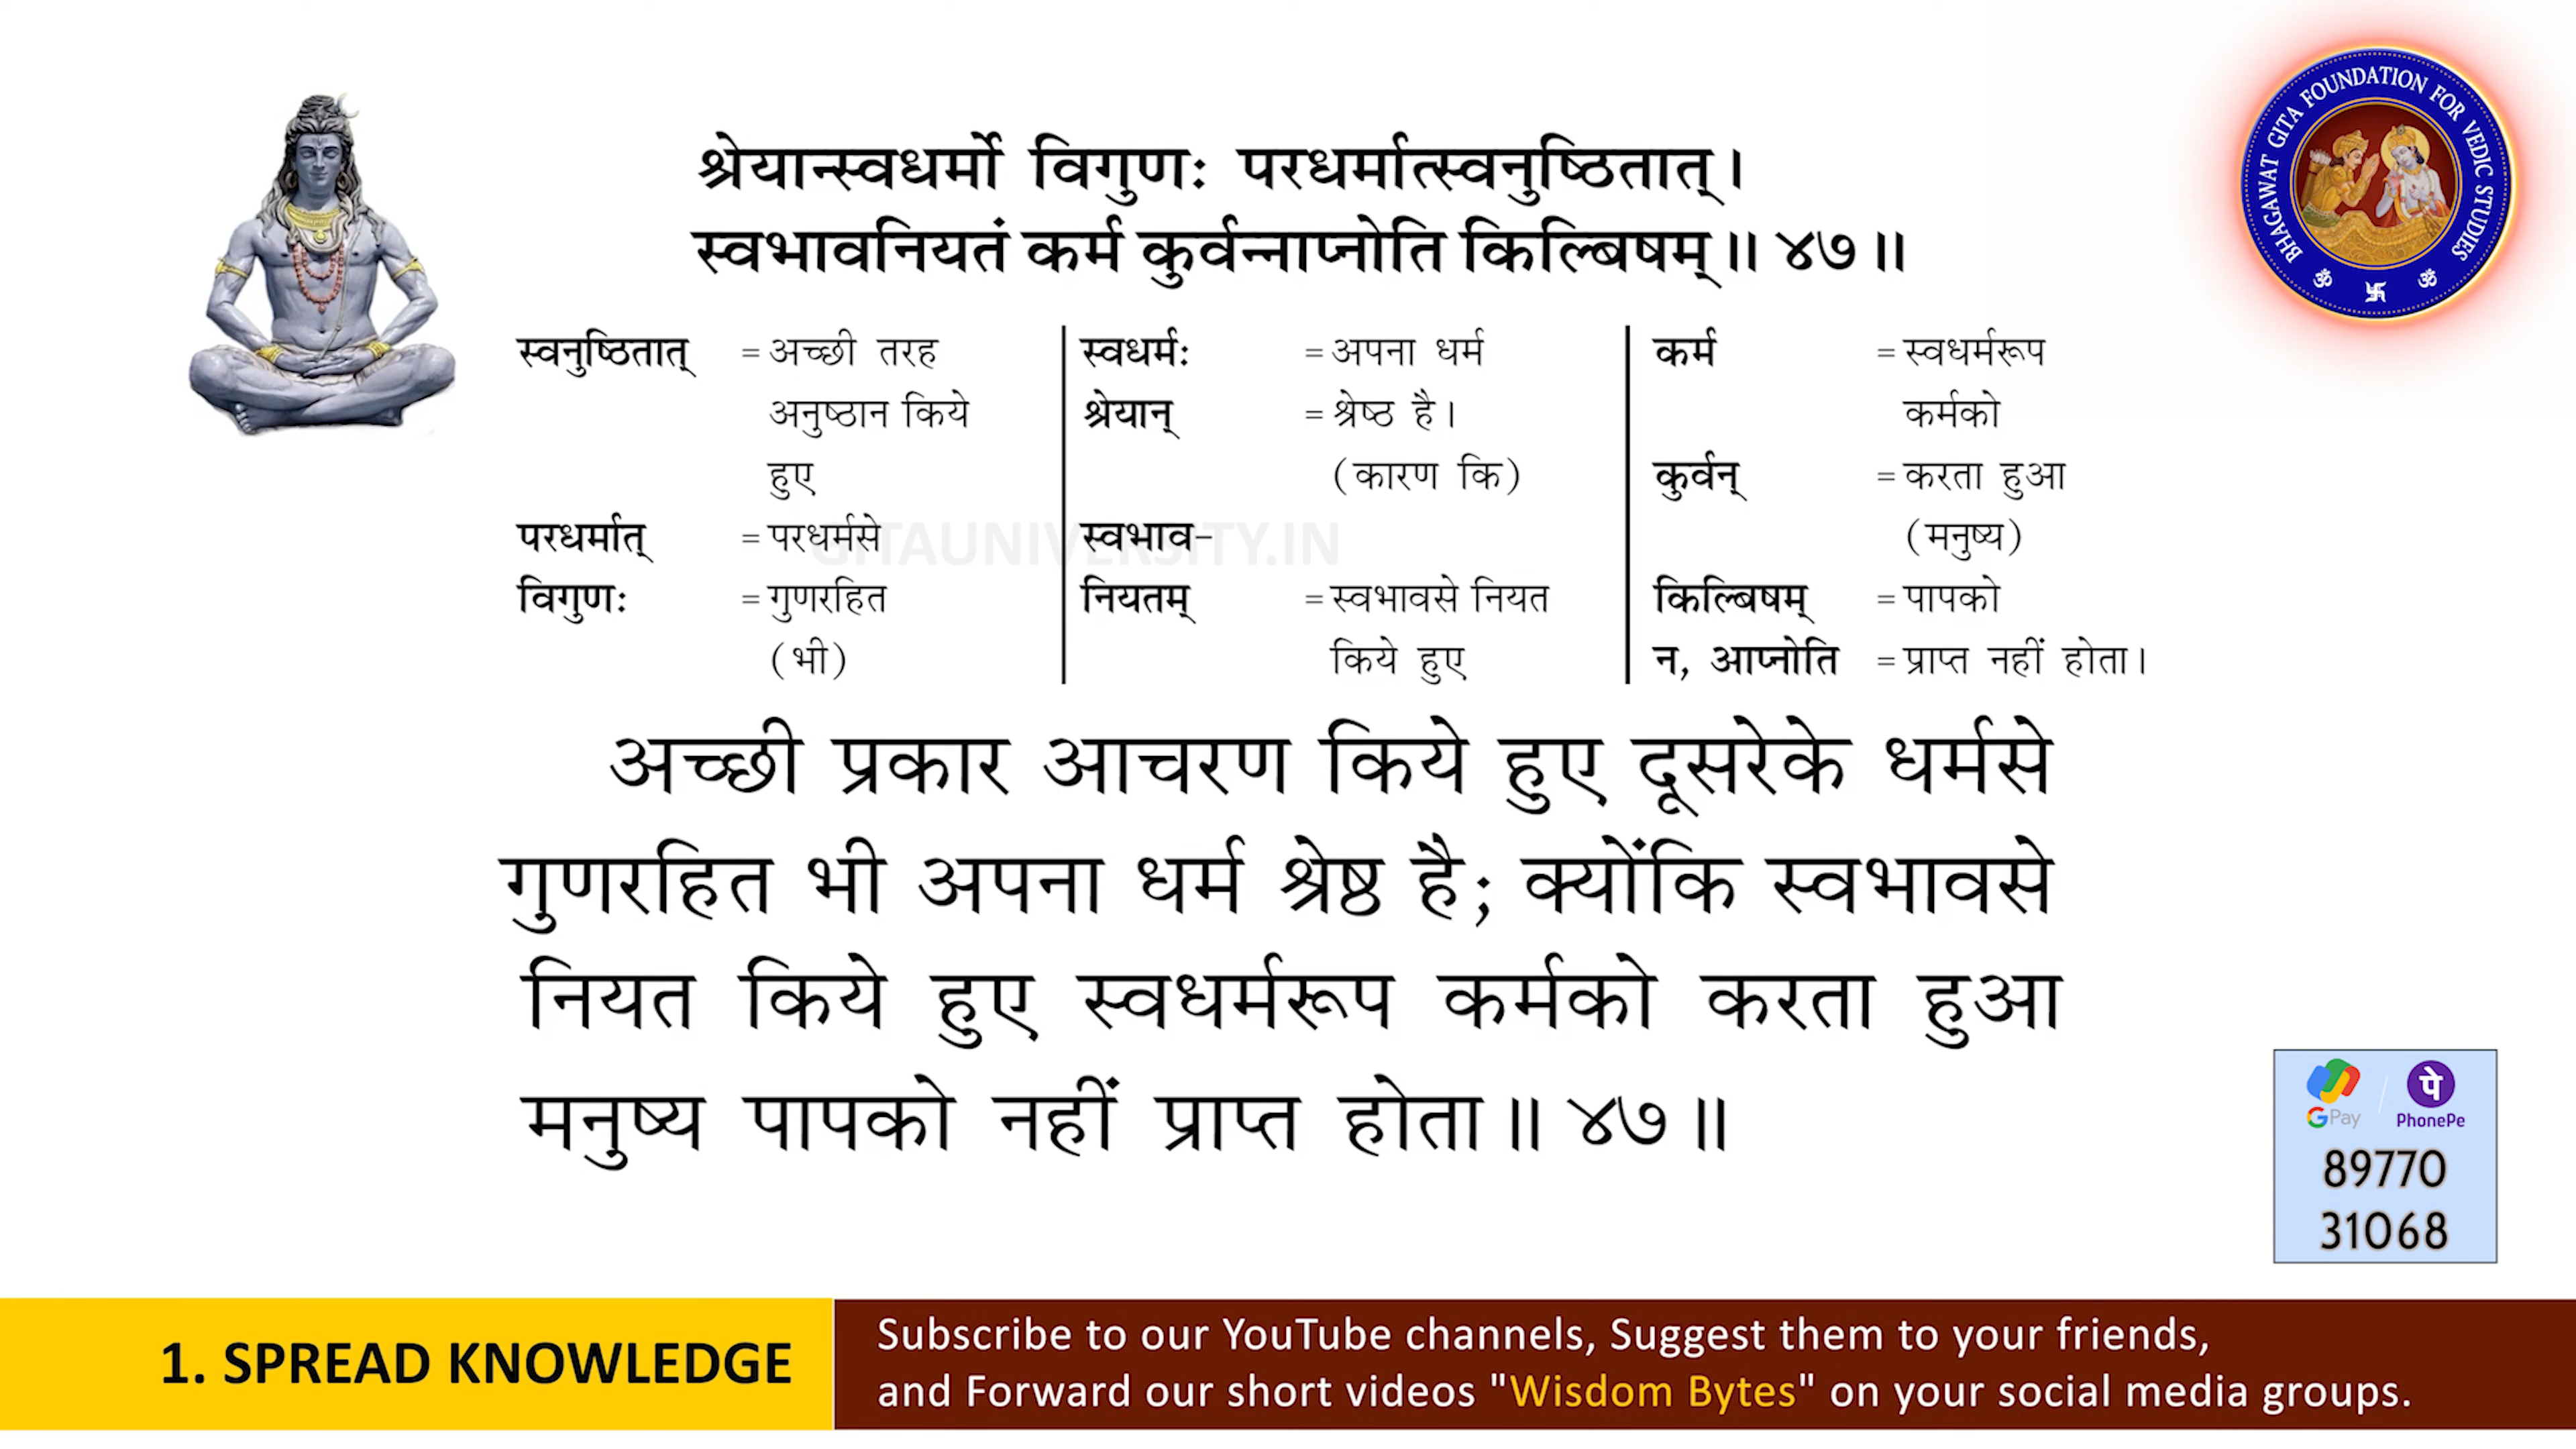 श्रेयान्स्वधर्मो विगुणः परधर्मात्स्वनुष्ठितात्।
स्वभावनियतं कर्म कुर्वन्नाप्नोति किल्बिषम्॥ ४७॥
स्वनुष्ठितात् = अच्छी तरह
अनुष्ठान किये
हुए
परधर्मात् = परधर्मसे
विगुणः = गुणरहित
(भी)
स्वधर्मः = अपना धर्म
श्रेयान् = श्रेष्ठ है।
(कारण कि)
स्वभाव-
नियतम् = स्वभावसे नियत
किये हुए
कर्म = स्वधर्मरूप
कर्मको
कुर्वन् = करता हुआ
(मनुष्य)
किल्बिषम् = पापको
न, आप्नोति = प्राप्त नहीं होता।
GITAUNIVERSITY.IN
अच्छी प्रकार आचरण किये हुए दूसरेके धर्मसे
गुणरहित भी अपना धर्म श्रेष्ठ है; क्योंकि स्वभावसे
नियत किये हुए स्वधर्मरूप कर्मको करता हुआ
मनुष्य पापको नहीं प्राप्त होता॥ ४७॥
BHAGAWAT GITA FOUNDATION FOR VEDIC STUDIES
ॐ 卐 ॐ
GPay
पे
PhonePe
89770
31068
1. SPREAD KNOWLEDGE
Subscribe to our YouTube channels, Suggest them to your friends,
and Forward our short videos "Wisdom Bytes" on your social media groups.